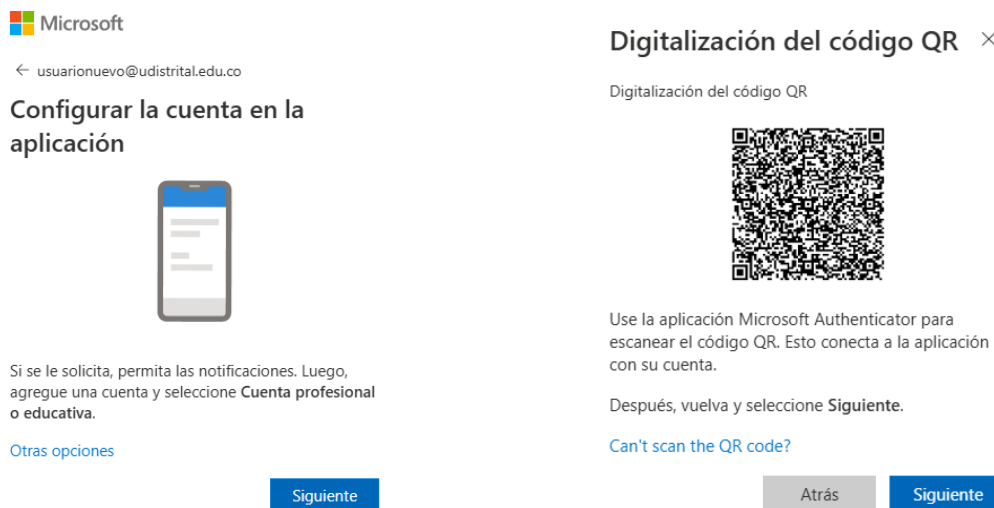 Microsoft
← usuarionuevo@udistrital.edu.co
Configurar la cuenta en la
aplicación
Si se le solicita, permita las notificaciones. Luego,
agregue una cuenta y seleccione Cuenta profesional
o educativa.
Otras opciones
Siguiente
Digitalización del código QR
Digitalización del código QR
Use la aplicación Microsoft Authenticator para
escanear el código QR. Esto conecta a la aplicación
con su cuenta.
Después, vuelva y seleccione Siguiente.
Can't scan the QR code?
Atrás
Siguiente